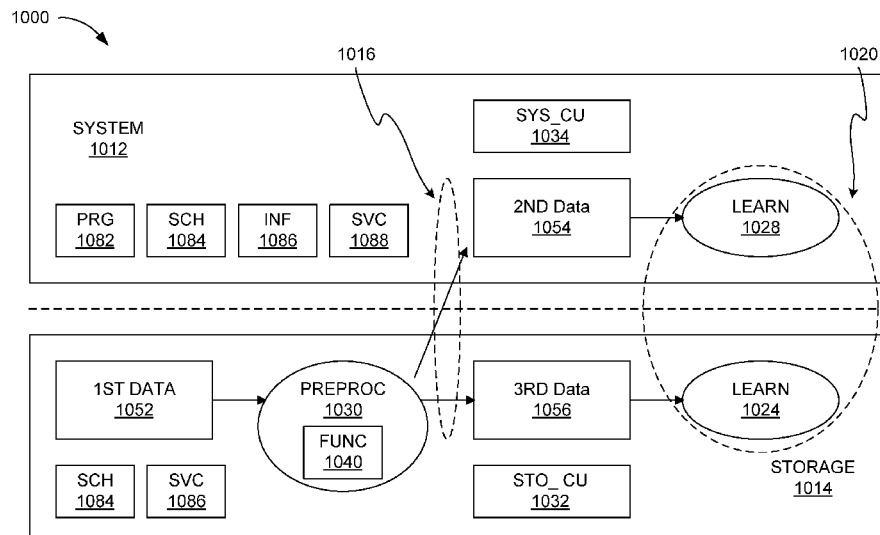 1000
1016
1020
SYSTEM
1012
SYS_CU
1034
PRG
1082
SCH
1084
INF
1086
SVC
1088
2ND Data
1054
LEARN
1028
1ST DATA
1052
PREPROC
1030
FUNC
1040
3RD Data
1056
LEARN
1024
SCH
1084
SVC
1086
STO_ CU
1032
STORAGE
1014